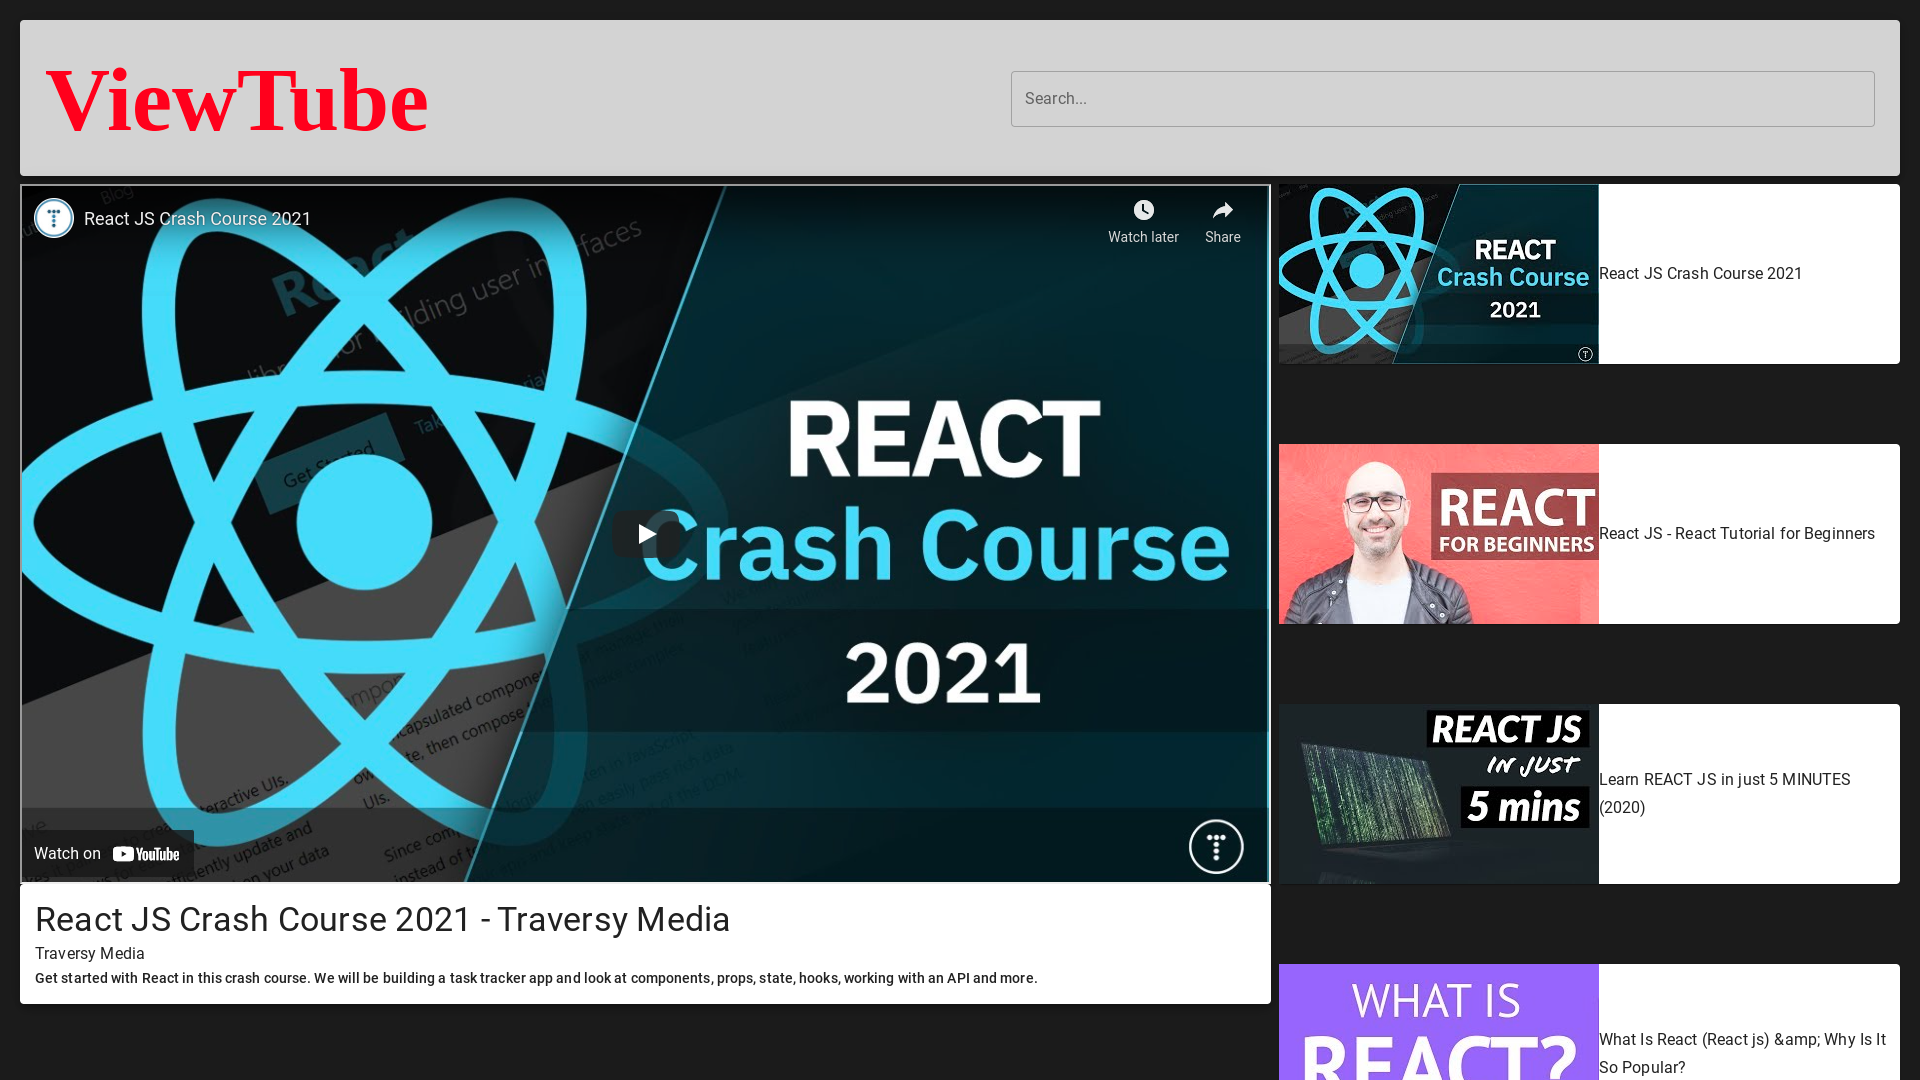 ViewTube
Search...
React JS Crash Course 2021
Watch later
Share
REACT
Crash Course
2021
Watch on YouTube
React JS Crash Course 2021 - Traversy Media
Traversy Media
Get started with React in this crash course. We will be building a task tracker app and look at components, props, state, hooks, working with an API and more.
REACT
Crash Course
2021
React JS Crash Course 2021
REACT
FOR BEGINNERS
React JS - React Tutorial for Beginners
REACT JS
IN JUST
5 mins
Learn REACT JS in just 5 MINUTES
(2020)
WHAT IS
REACT?
What Is React (React js) &amp; Why Is It
So Popular?